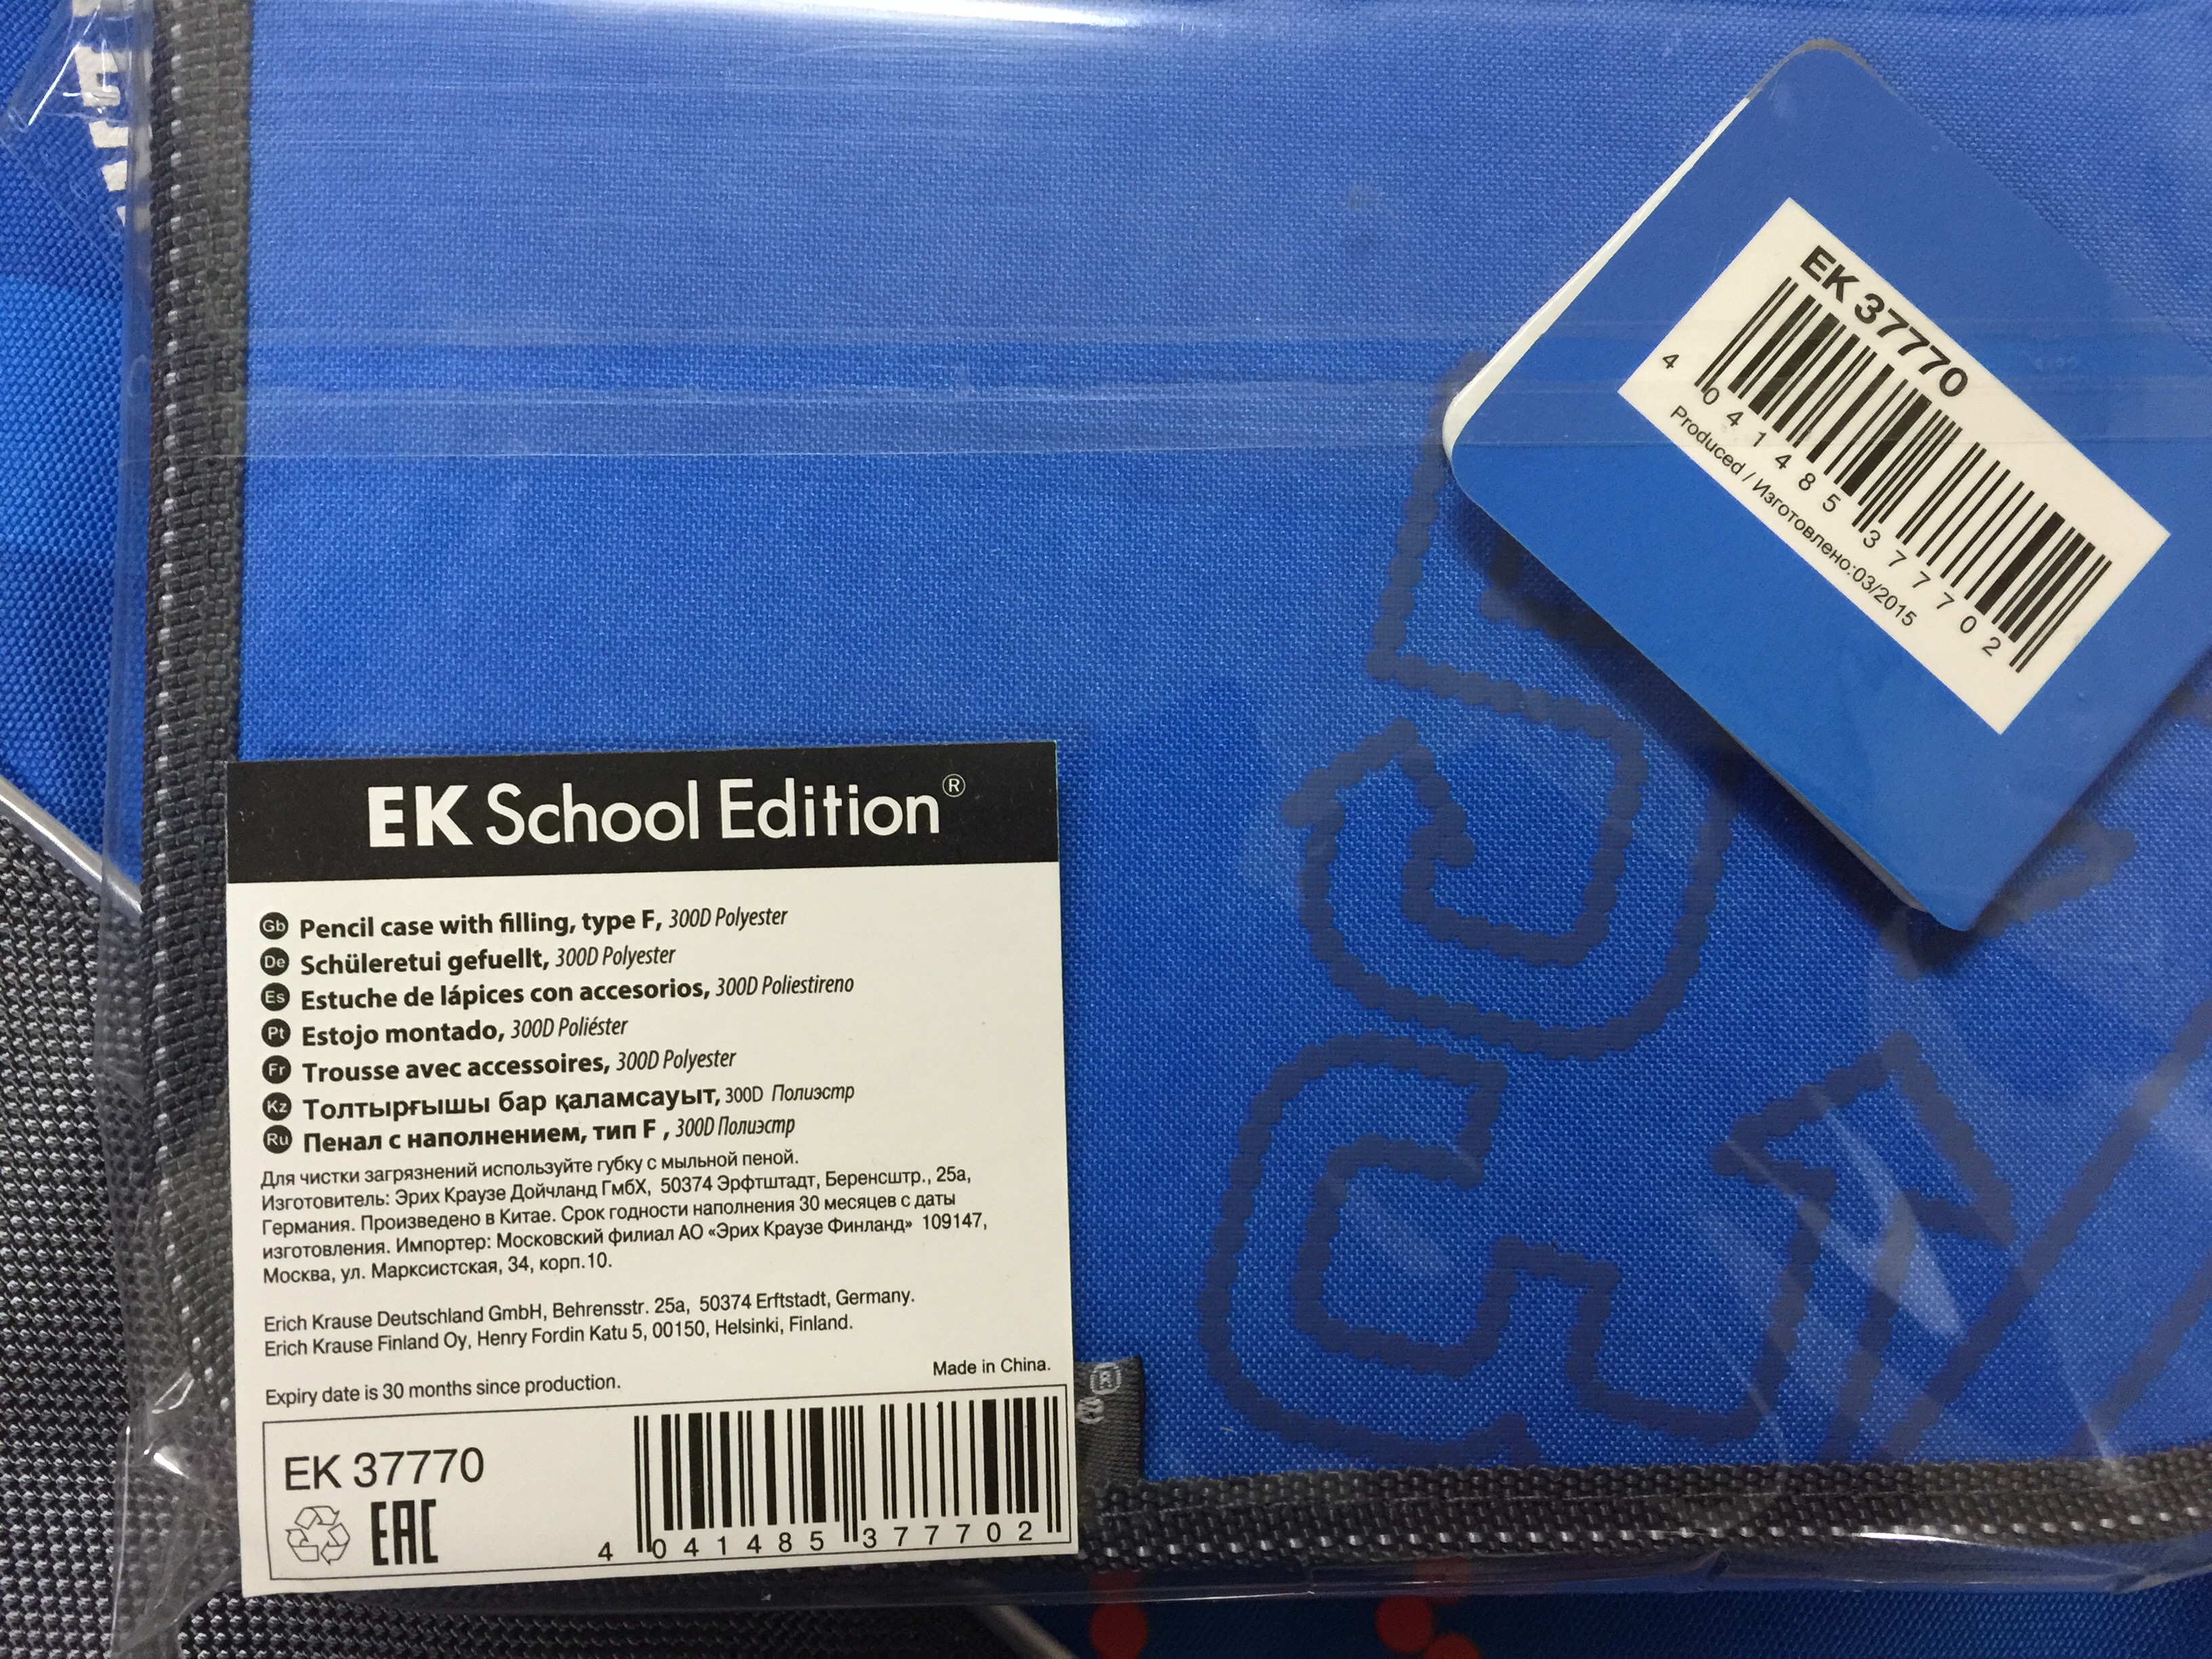 EK 37770
4 041485 377702
Produced / Изготовлено:03/2015
EK School Edition®
Gb Pencil case with filling, type F, 300D Polyester
De Schüleretui gefuellt, 300D Polyester
Es Estuche de lápices con accesorios, 300D Poliestireno
Pt Estojo montado, 300D Poliéster
Fr Trousse avec accessoires, 300D Polyester
Kz Толтырғышы бар қаламсауыт, 300D Полиэстр
Ru Пенал с наполнением, тип F , 300D Полиэстр
Для чистки загрязнений используйте губку с мыльной пеной.
Изготовитель: Эрих Краузе Дойчланд ГмбХ, 50374 Эрфтштадт, Беренсштр., 25а,
Германия. Произведено в Китае. Срок годности наполнения 30 месяцев с даты
изготовления. Импортер: Московский филиал АО «Эрих Краузе Финланд» 109147,
Москва, ул. Марксистская, 34, корп.10.
Erich Krause Deutschland GmbH, Behrensstr. 25a, 50374 Erftstadt, Germany.
Erich Krause Finland Oy, Henry Fordin Katu 5, 00150, Helsinki, Finland.
Made in China.
Expiry date is 30 months since production.
EK 37770
EAC
4 041485 377702
®